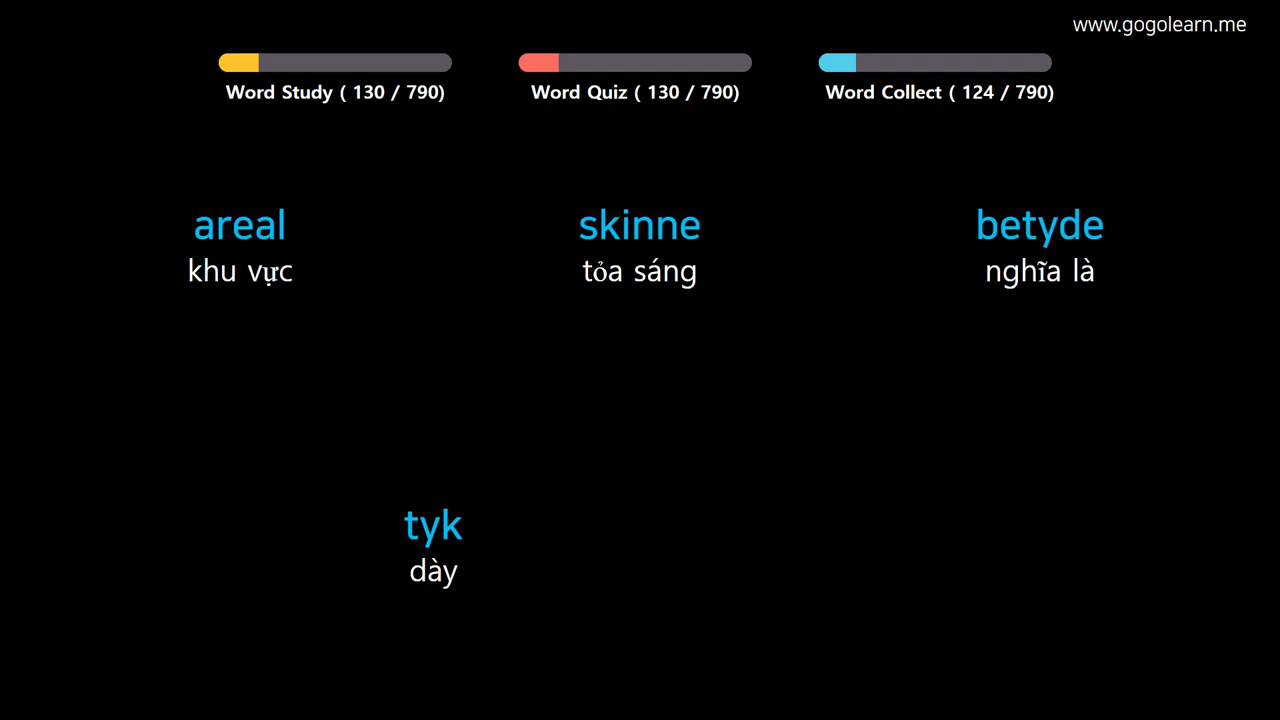 www.gogolearn.me
Word Study ( 130 / 790)
Word Quiz ( 130 / 790)
Word Collect ( 124 / 790)
areal
khu vực
skinne
tỏa sáng
betyde
nghĩa là
tyk
dày